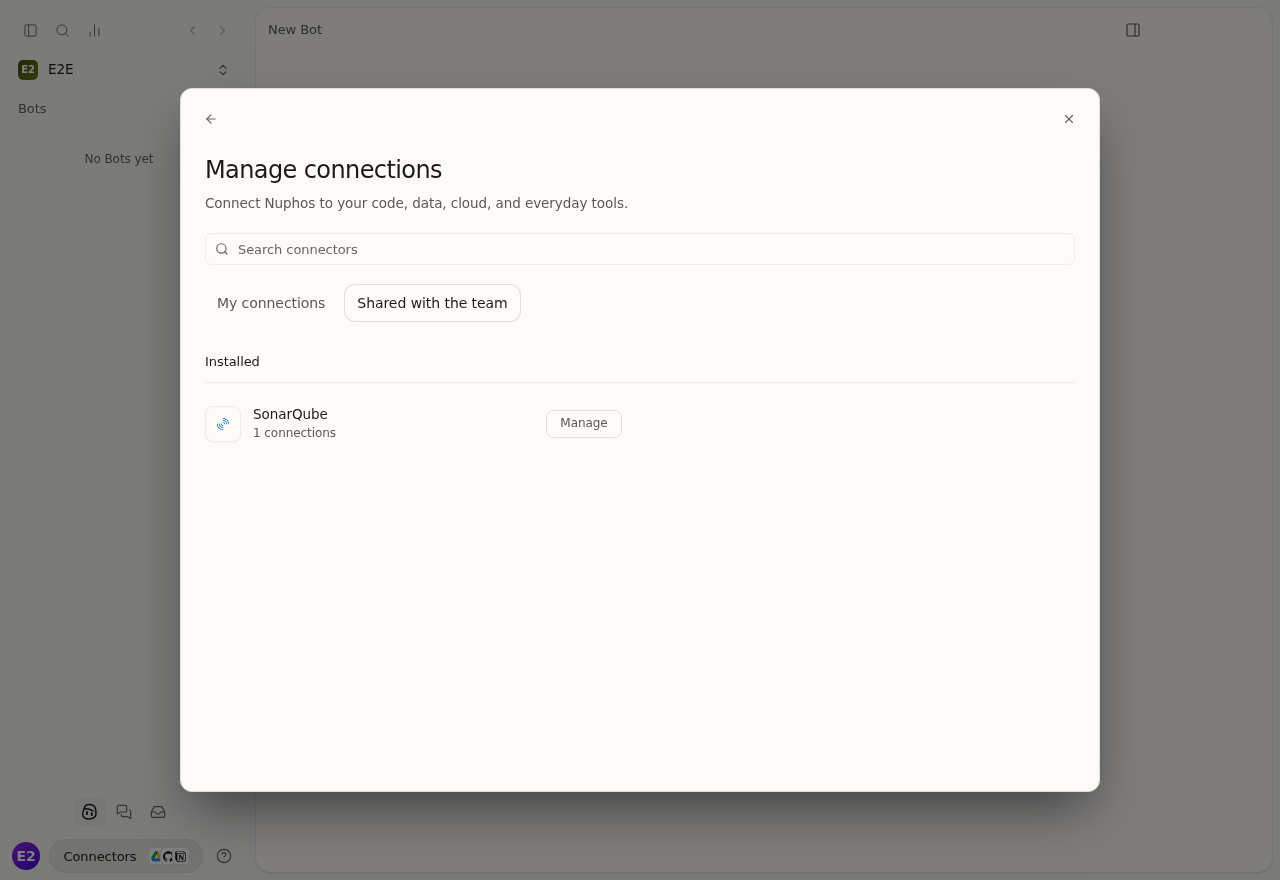 New Bot
E2 E2E
Bots
No Bots yet
Manage connections
Connect Nuphos to your code, data, cloud, and everyday tools.
Search connectors
My connections Shared with the team
Installed
SonarQube
1 connections
Manage
E2 Connectors